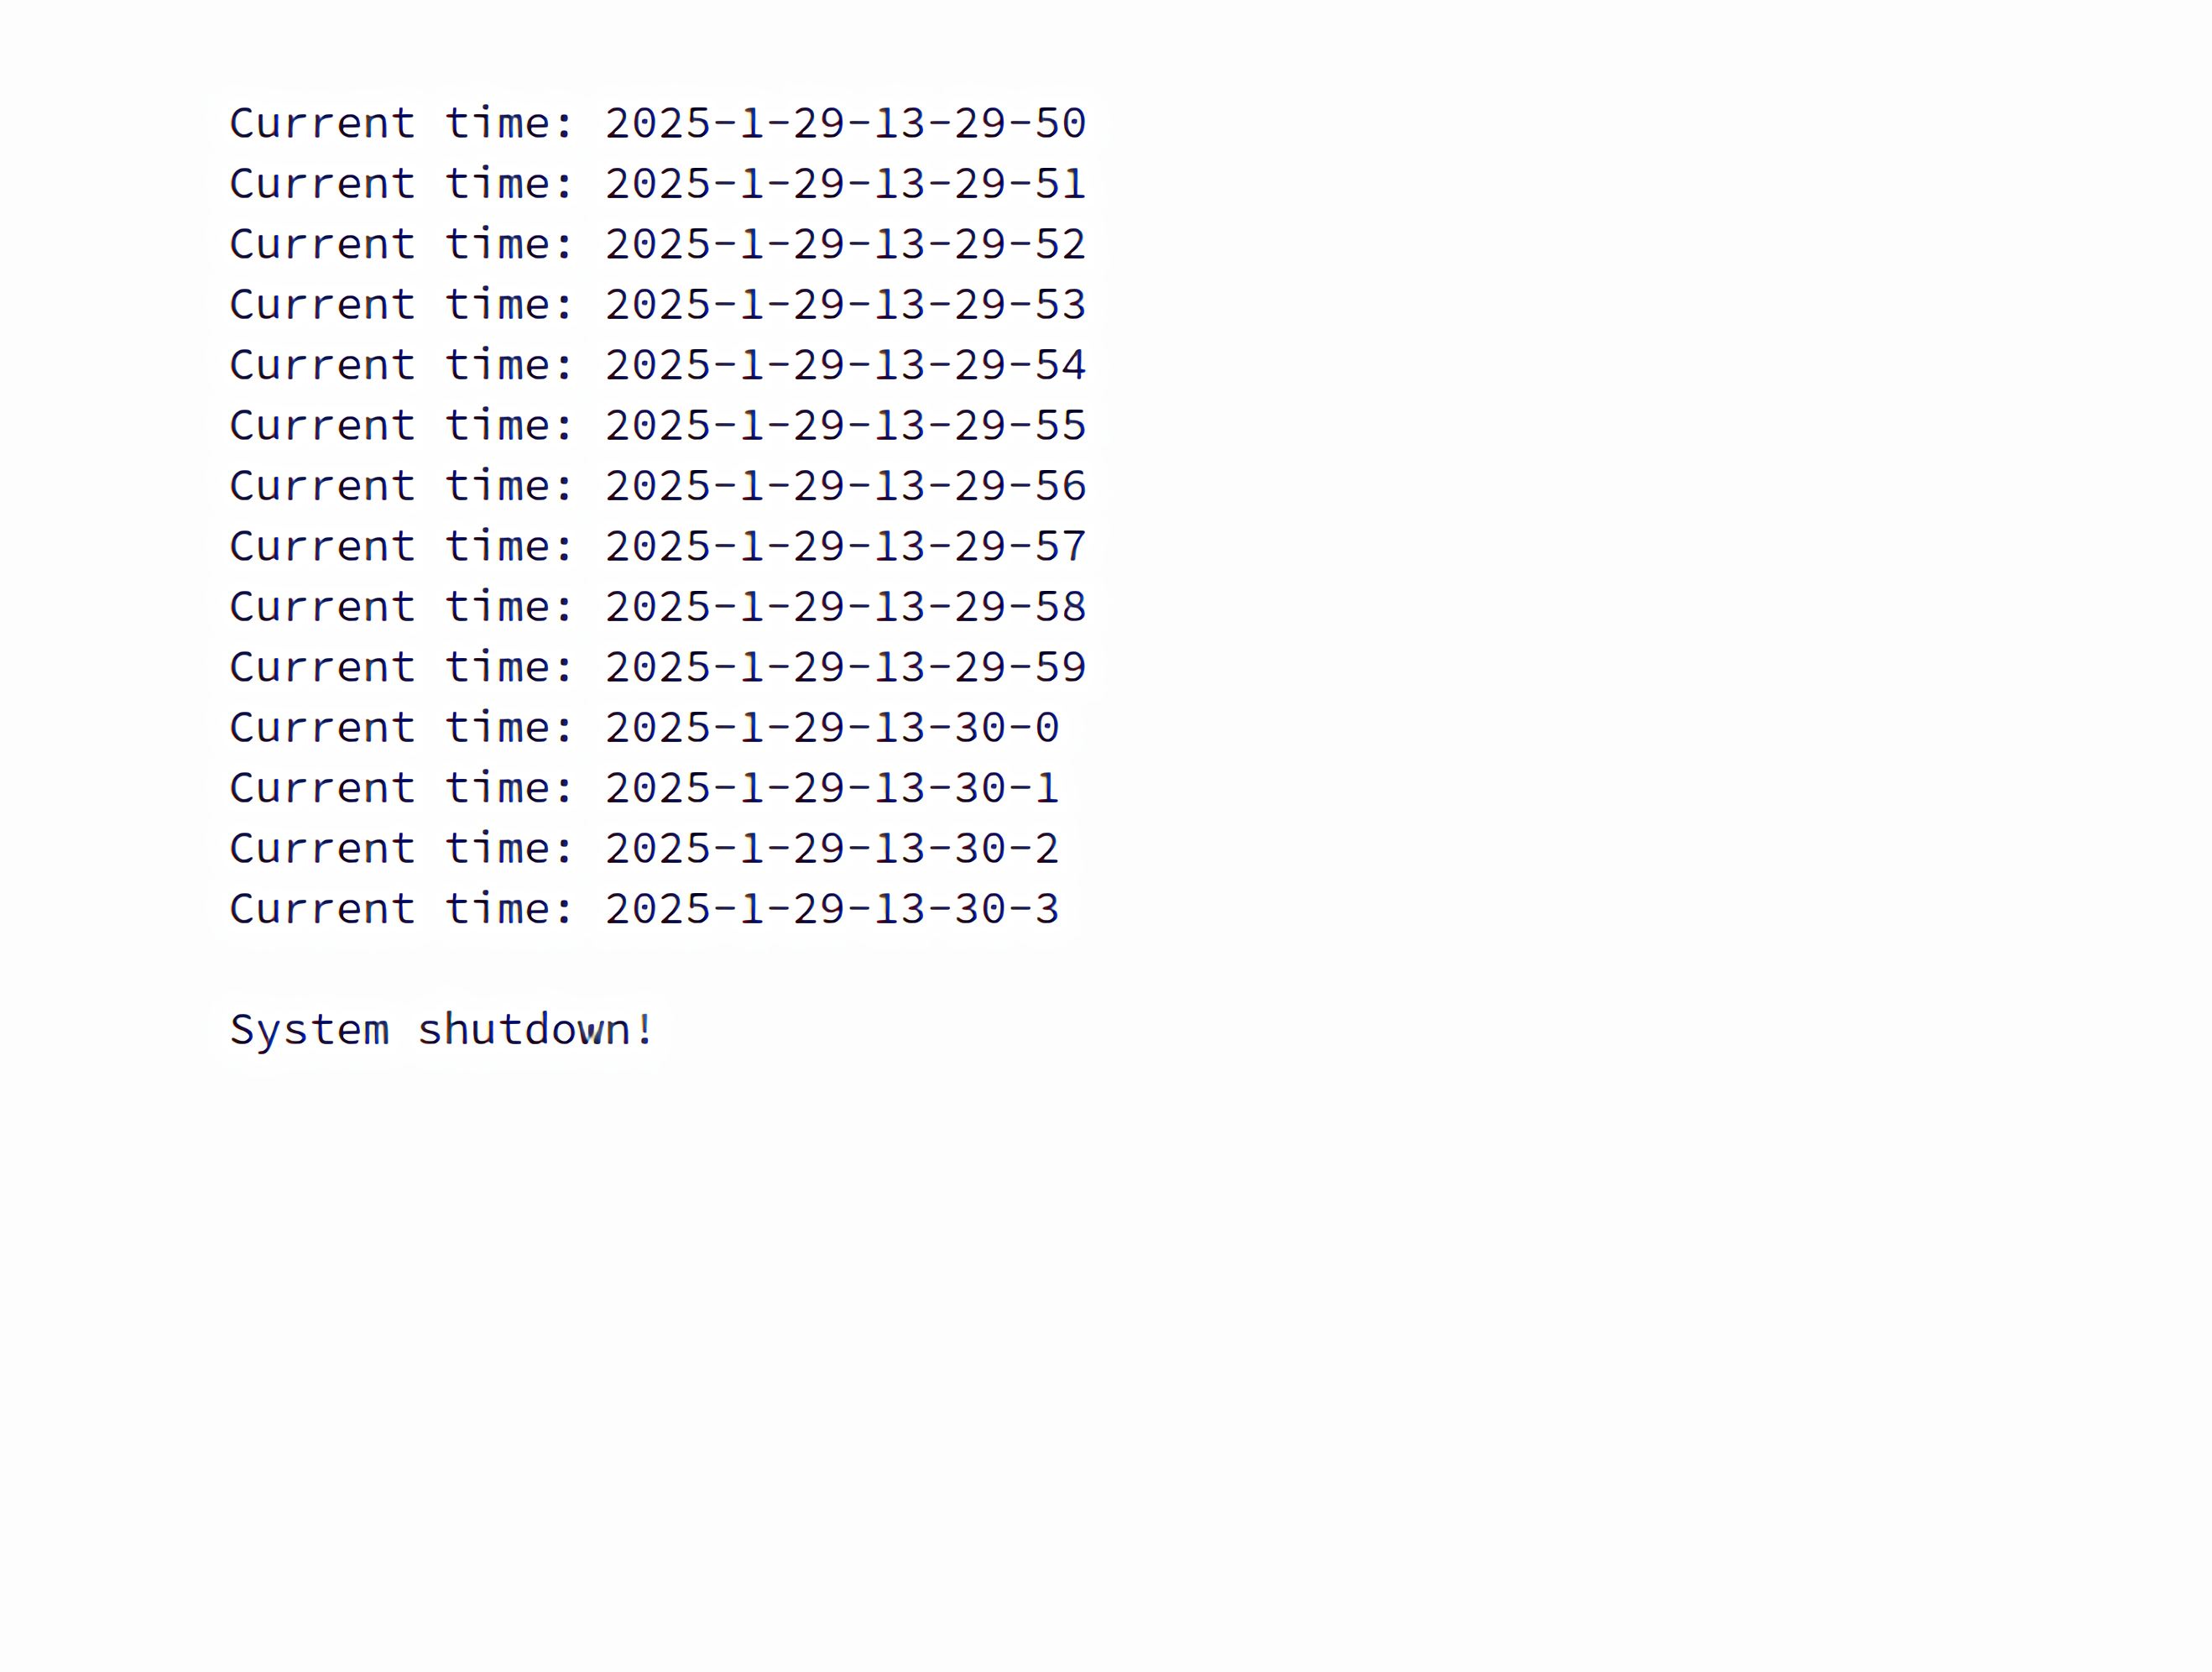 Current time: 2025-1-29-13-29-50
Current time: 2025-1-29-13-29-51
Current time: 2025-1-29-13-29-52
Current time: 2025-1-29-13-29-53
Current time: 2025-1-29-13-29-54
Current time: 2025-1-29-13-29-55
Current time: 2025-1-29-13-29-56
Current time: 2025-1-29-13-29-57
Current time: 2025-1-29-13-29-58
Current time: 2025-1-29-13-29-59
Current time: 2025-1-29-13-30-0
Current time: 2025-1-29-13-30-1
Current time: 2025-1-29-13-30-2
Current time: 2025-1-29-13-30-3
System shutdown!